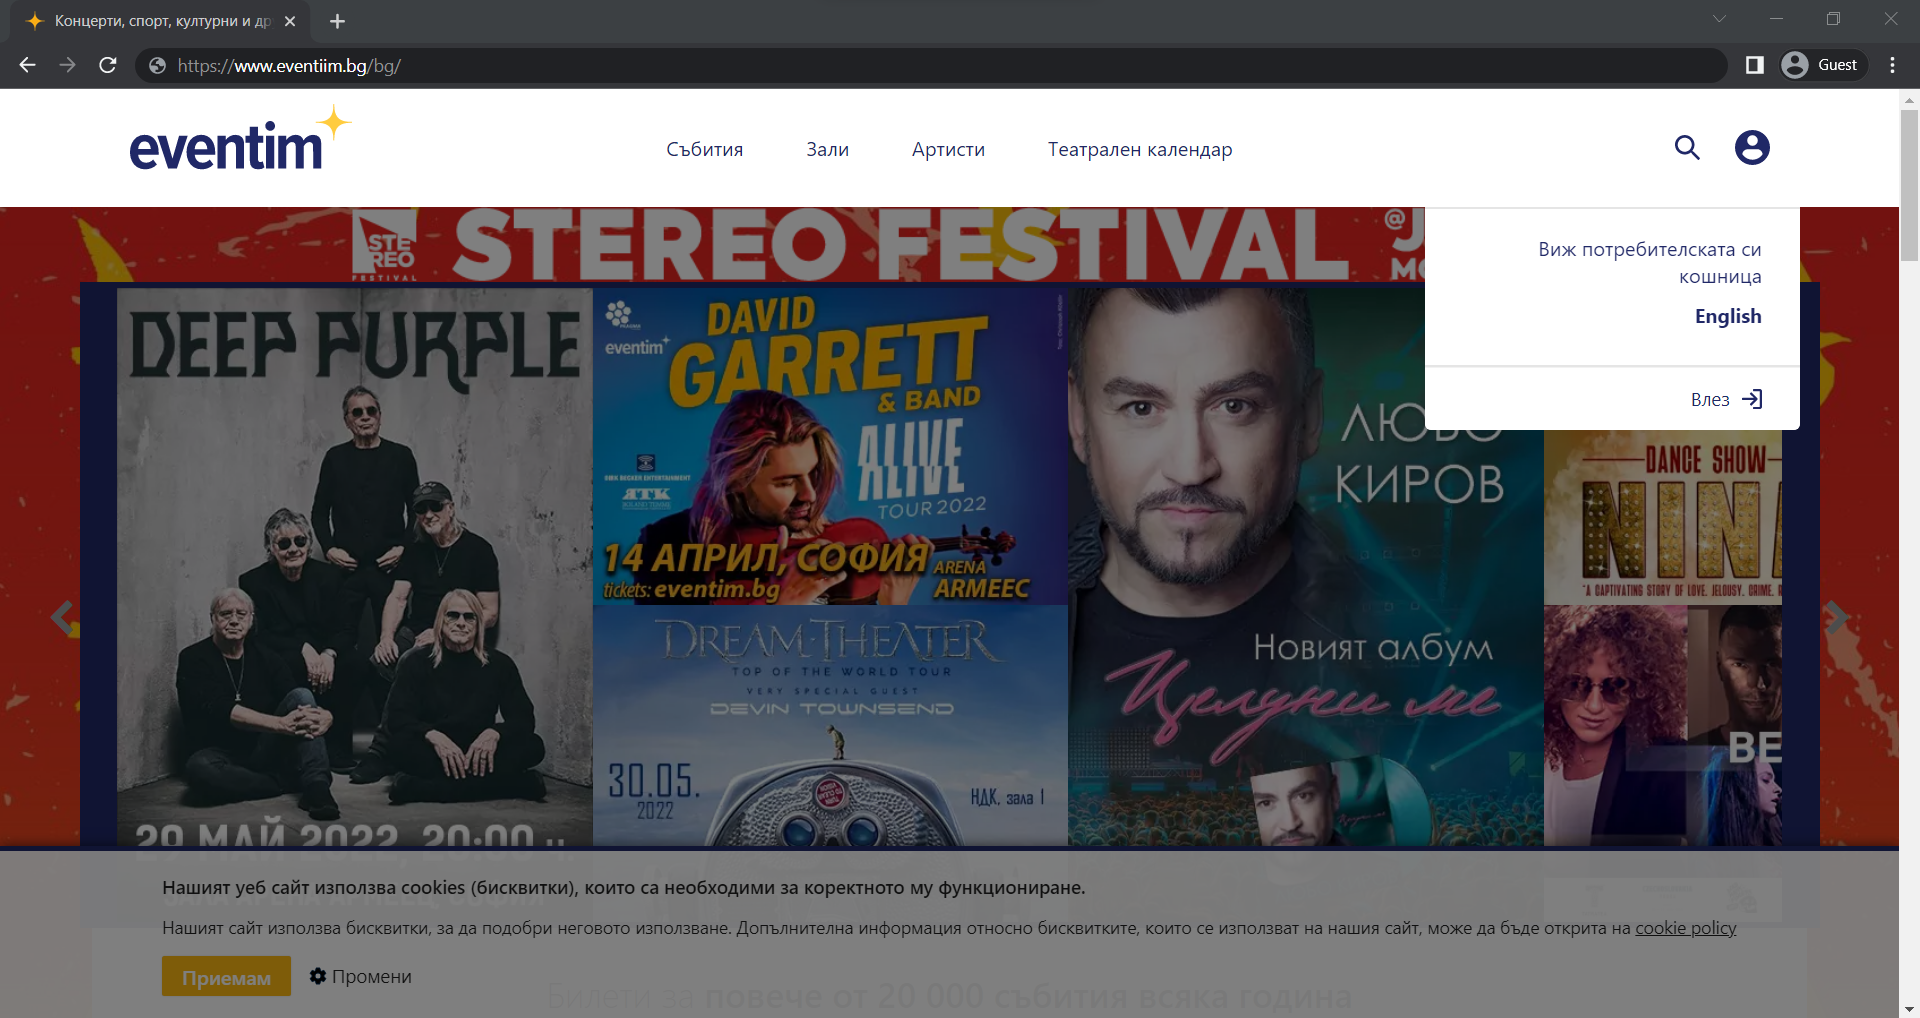 Концерти, спорт, културни и др
https://www.eventiim.bg/bg/
Guest
eventim
Събития
Зали
Артисти
Театрален календар
STEREO FESTIVAL
STE
REO
FESTIVAL
Виж потребителската си
кошница
English
Влез
DEEP PURPLE
29 МАЙ 2022, 20:00 ч.
eventim
DAVID
GARRETT
& BAND
ALIVE
TOUR 2022
14 АПРИЛ, СОФИЯ
ARENA
ARMEEC
tickets: eventim.bg
DREAM THEATER
TOP OF THE WORLD TOUR
VERY SPECIAL GUEST
DEVIN TOWNSEND
30.05.
2022
НДК, зала 1
ЛЮБО
КИРОВ
Новият албум
Целуни ме
DANCE SHOW
NINA
"A CAPTIVATING STORY OF LOVE, JELOUSY, CRIME,
BE
Нашият уеб сайт използва cookies (бисквитки), които са необходими за коректното му функциониране.
Нашият сайт използва бисквитки, за да подобри неговото използване. Допълнителна информация относно бисквитките, които се използват на нашия сайт, може да бъде открита на cookie policy
Приемам
Промени
Билети за повече от 20 000 събития всяка година